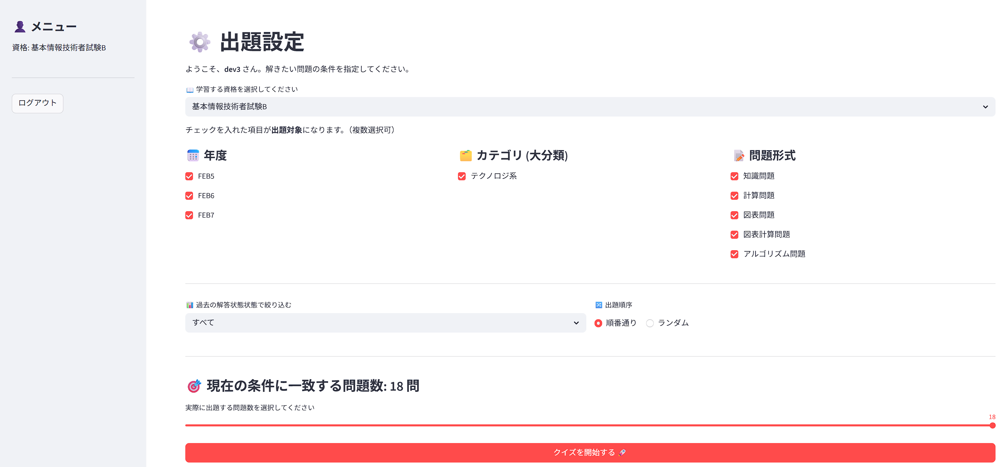 メニュー
資格: 基本情報技術者試験B
ログアウト
出題設定
ようこそ、dev3 さん。解きたい問題の条件を指定してください。
学習する資格を選択してください
基本情報技術者試験B
チェックを入れた項目が出題対象になります。（複数選択可）
年度
FEB5
FEB6
FEB7
カテゴリ (大分類)
テクノロジ系
問題形式
知識問題
計算問題
図表問題
図表計算問題
アルゴリズム問題
過去の解答状態状態で絞り込む
すべて
出題順序
順番通り
ランダム
現在の条件に一致する問題数: 18 問
実際に出題する問題数を選択してください
18
クイズを開始する